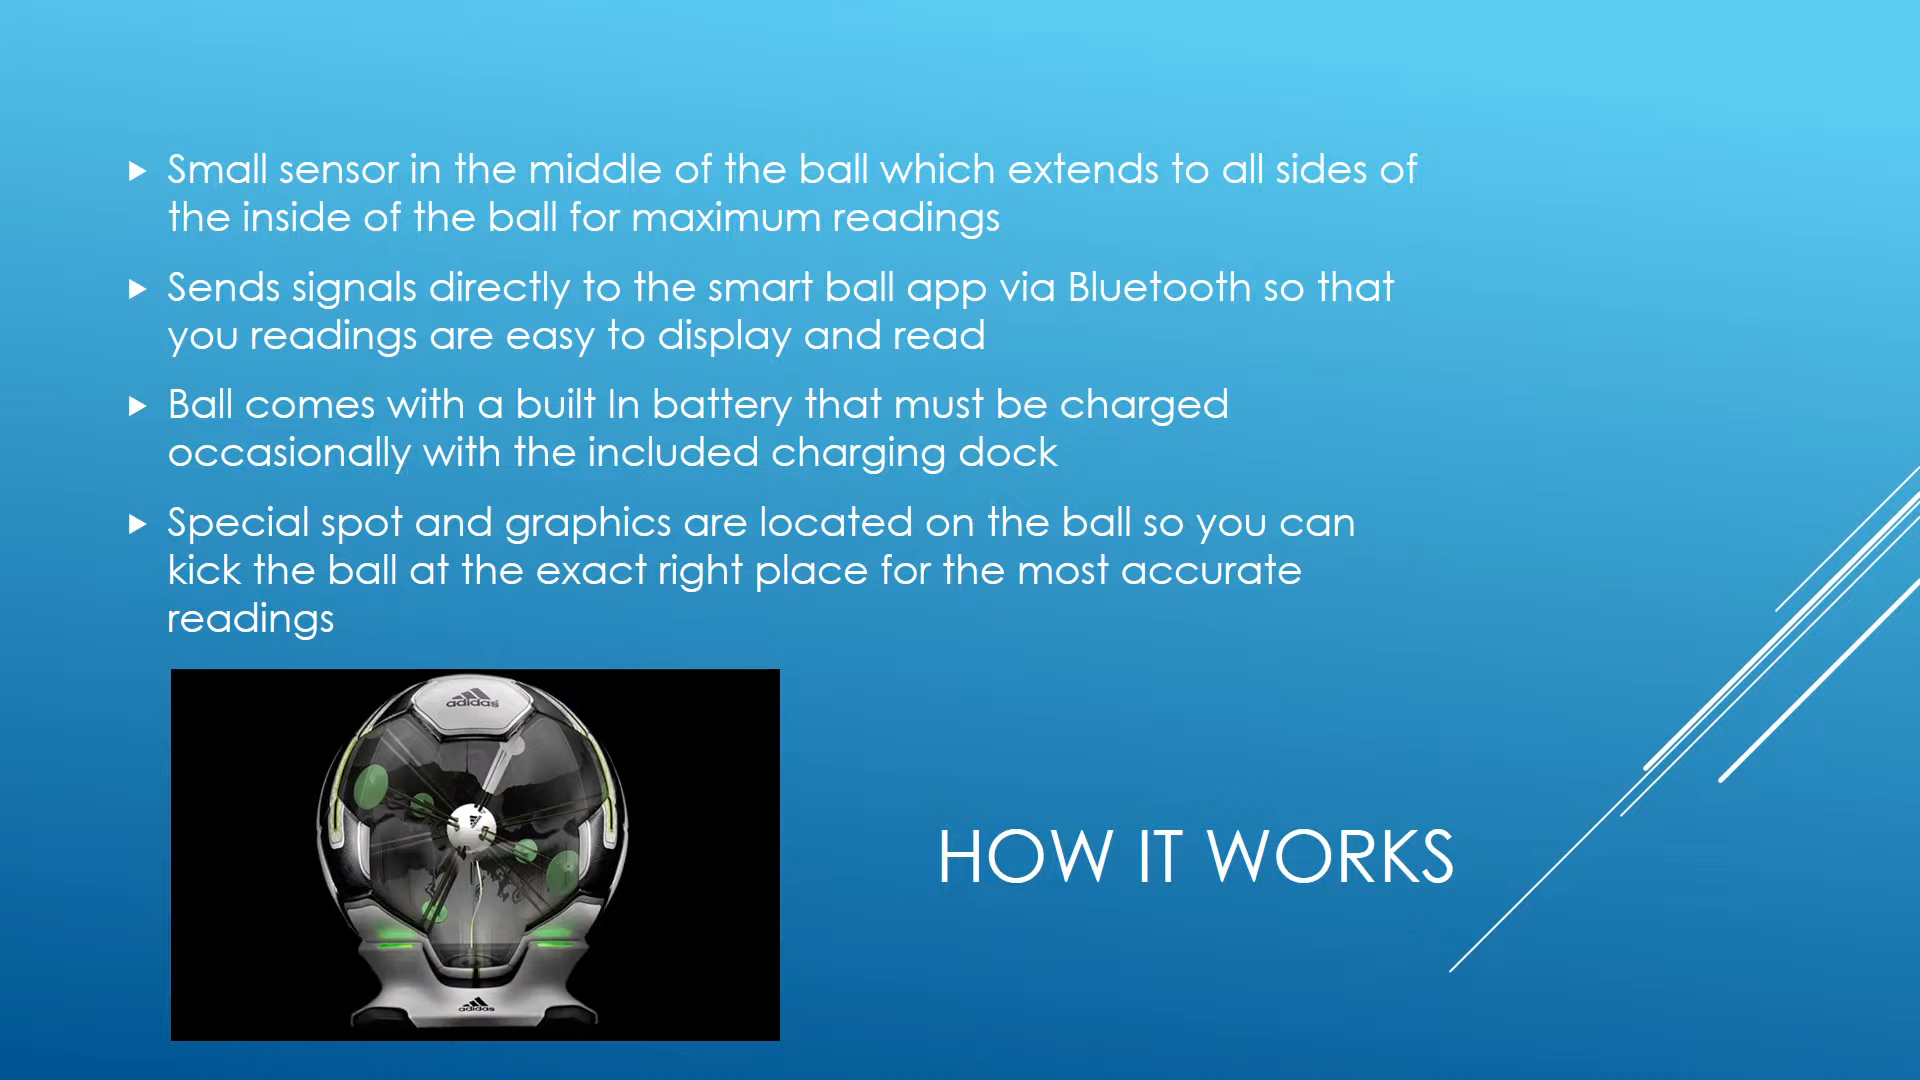 Small sensor in the middle of the ball which extends to all sides of
the inside of the ball for maximum readings
Sends signals directly to the smart ball app via Bluetooth so that
you readings are easy to display and read
Ball comes with a built In battery that must be charged
occasionally with the included charging dock
Special spot and graphics are located on the ball so you can
kick the ball at the exact right place for the most accurate
readings
adidas
adidas
HOW IT WORKS